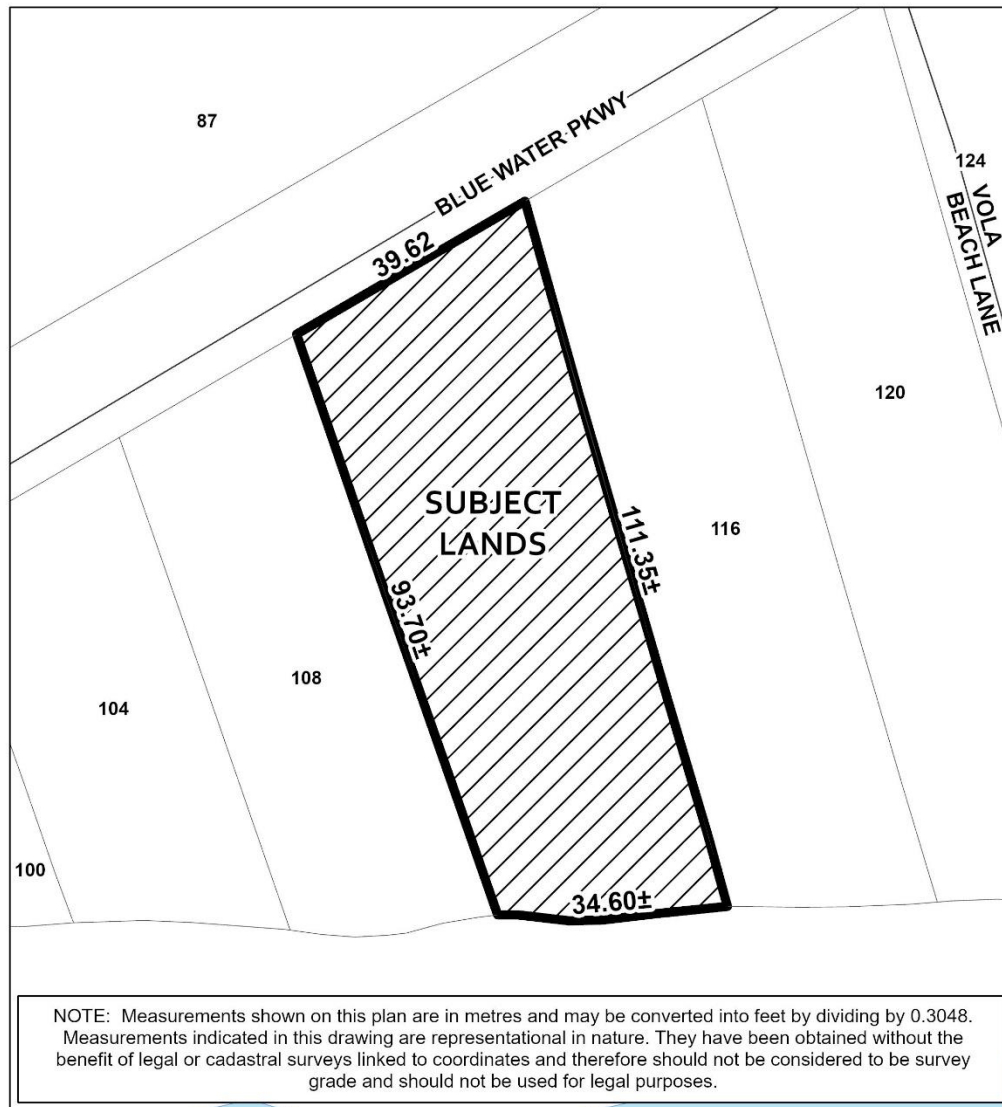 87
BLUE WATER PKWY
124
VOLA
BEACH LANE
39.62
120
SUBJECT
LANDS
111.35±
116
93.70±
108
104
100
34.60±
NOTE: Measurements shown on this plan are in metres and may be converted into feet by dividing by 0.3048.
Measurements indicated in this drawing are representational in nature. They have been obtained without the
benefit of legal or cadastral surveys linked to coordinates and therefore should not be considered to be survey
grade and should not be used for legal purposes.